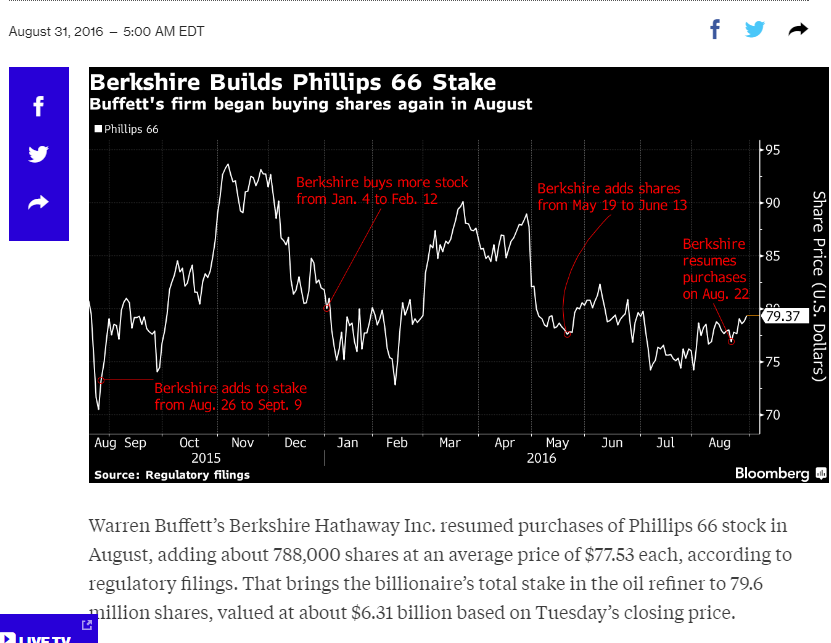 August 31, 2016 — 5:00 AM EDT
Berkshire Builds Phillips 66 Stake
Buffett's firm began buying shares again in August
Phillips 66
95
90
85
80
79.37
75
70
Share Price (U.S. Dollars)
Berkshire buys more stock
from Jan. 4 to Feb. 12
Berkshire adds shares
from May 19 to June 13
Berkshire
resumes
purchases
on Aug. 22
Berkshire adds to stake
from Aug. 26 to Sept. 9
Aug Sep Oct Nov Dec Jan Feb Mar Apr May Jun Jul Aug
2015 2016
Source: Regulatory filings
Bloomberg
Warren Buffett’s Berkshire Hathaway Inc. resumed purchases of Phillips 66 stock in
August, adding about 788,000 shares at an average price of $77.53 each, according to
regulatory filings. That brings the billionaire’s total stake in the oil refiner to 79.6
million shares, valued at about $6.31 billion based on Tuesday’s closing price.
LIVE TV